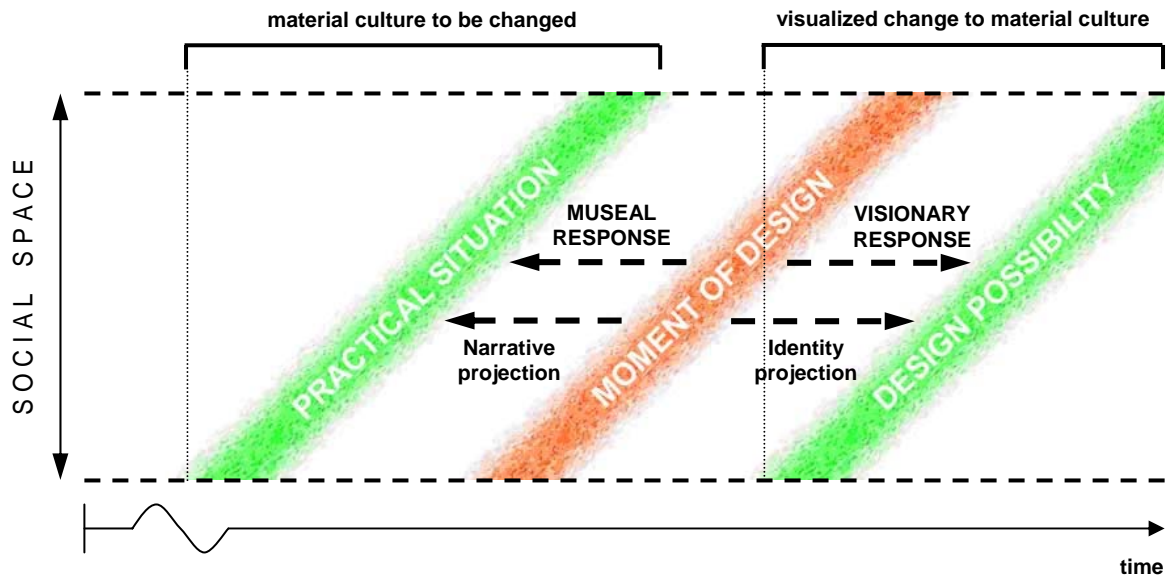 material culture to be changed
visualized change to material culture
SOCIAL SPACE
PRACTICAL SITUATION
MUSEAL
RESPONSE
MOMENT OF DESIGN
VISIONARY
RESPONSE
DESIGN POSSIBILITY
Narrative
projection
Identity
projection
time